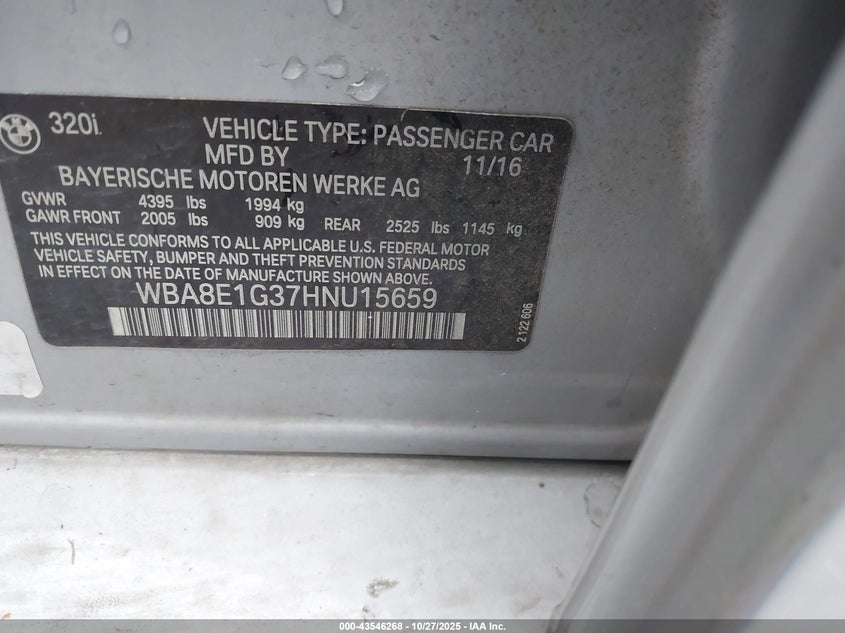 320i
VEHICLE TYPE: PASSENGER CAR
MFD BY 11/16
BAYERISCHE MOTOREN WERKE AG
GVWR 4395 lbs 1994 kg
GAWR FRONT 2005 lbs 909 kg REAR 2525 lbs 1145 kg
THIS VEHICLE CONFORMS TO ALL APPLICABLE U.S. FEDERAL MOTOR
VEHICLE SAFETY, BUMPER AND THEFT PREVENTION STANDARDS
IN EFFECT ON THE DATE OF MANUFACTURE SHOWN ABOVE.
WBA8E1G37HNU15659
2 122 606
000-43546268 | 10/27/2025 | IAA Inc.